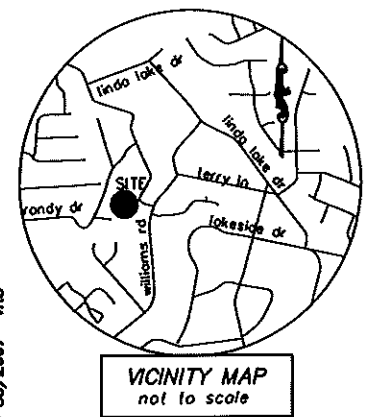 linda lake dr
linda lake dr
SITE
terry ln
rondy dr
lakeside dr
williams rd
VICINITY MAP
not to scale